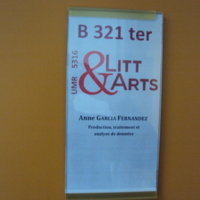 B 321 ter
UMR 5316
LITT
&ARTS
Anne GARCIA FERNANDEZ
Production, traitement et
analyse de données